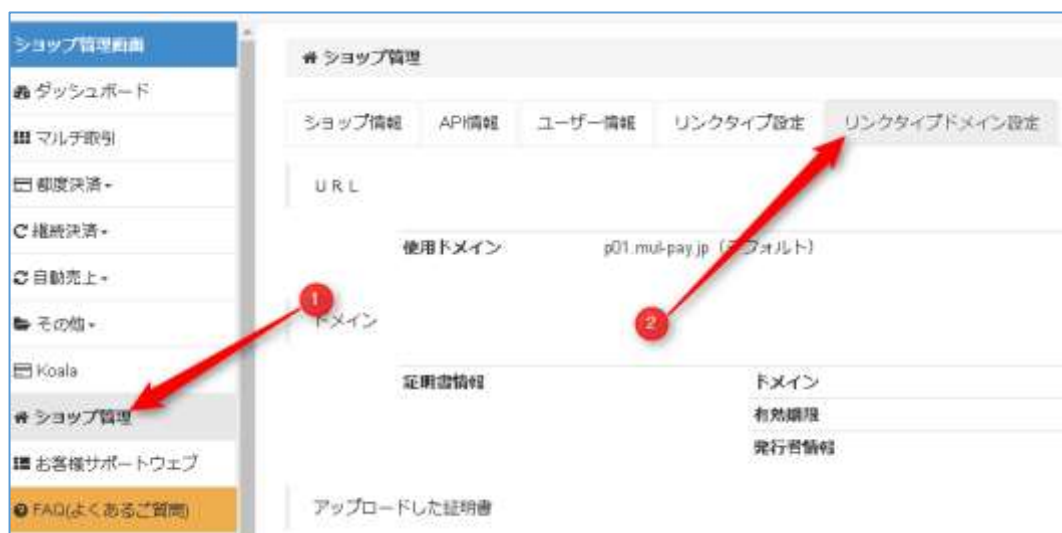 ショップ管理画面
ダッシュボード
マルチ取引
都度決済
継続決済
自動売上
その他
Koala
ショップ管理
お客様サポートウェブ
FAQ(よくあるご質問)
ショップ管理
ショップ情報 API情報 ユーザー情報 リンクタイプ設定 リンクタイプドメイン設定
URL
使用ドメイン p01.mul-pay.jp（デフォルト）
1
2
ドメイン
証明書情報 ドメイン
有効期限
発行者情報
アップロードした証明書